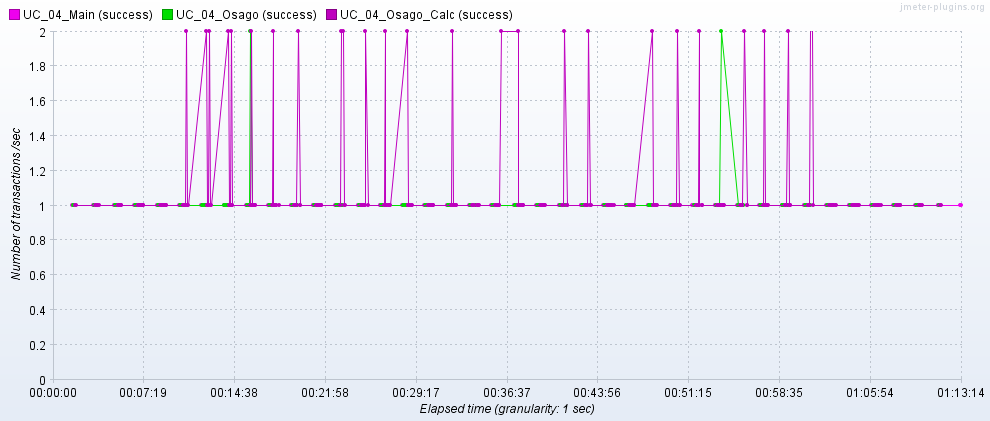 UC_04_Main (success) UC_04_Osago (success) UC_04_Osago_Calc (success)
jmeter-plugins.org
Number of transactions /sec
2
1.8
1.6
1.4
1.2
1
0.8
0.6
0.4
0.2
0
00:00:00 00:07:19 00:14:38 00:21:58 00:29:17 00:36:37 00:43:56 00:51:15 00:58:35 01:05:54 01:13:14
Elapsed time (granularity: 1 sec)